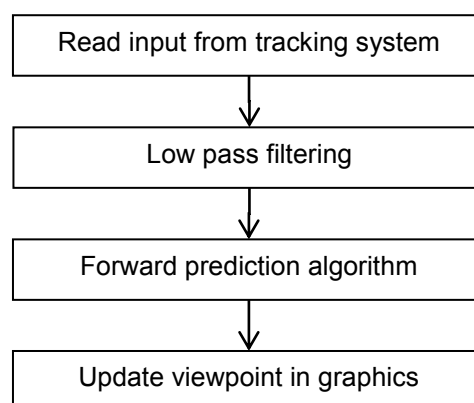 Read input from tracking system
Low pass filtering
Forward prediction algorithm
Update viewpoint in graphics